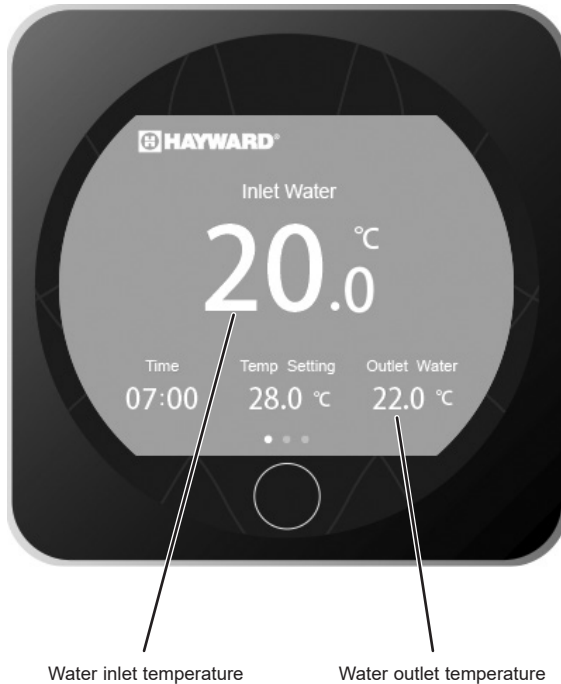 HAYWARD®
Inlet Water
20.0 °C
Time Temp Setting Outlet Water
07:00 28.0 °C 22.0 °C
Water inlet temperature Water outlet temperature